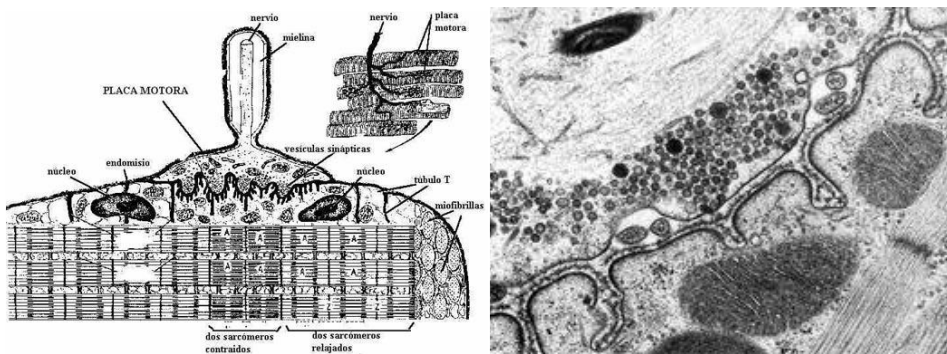 nervio
mielina
PLACA MOTORA
nervio
placa
motora
vesículas sinápticas
endomisio
núcleo
núcleo
túbulo T
miofibrillas
A
A
A
A
A
A
A
A
dos sarcómeros
contraídos
dos sarcómeros
relajados